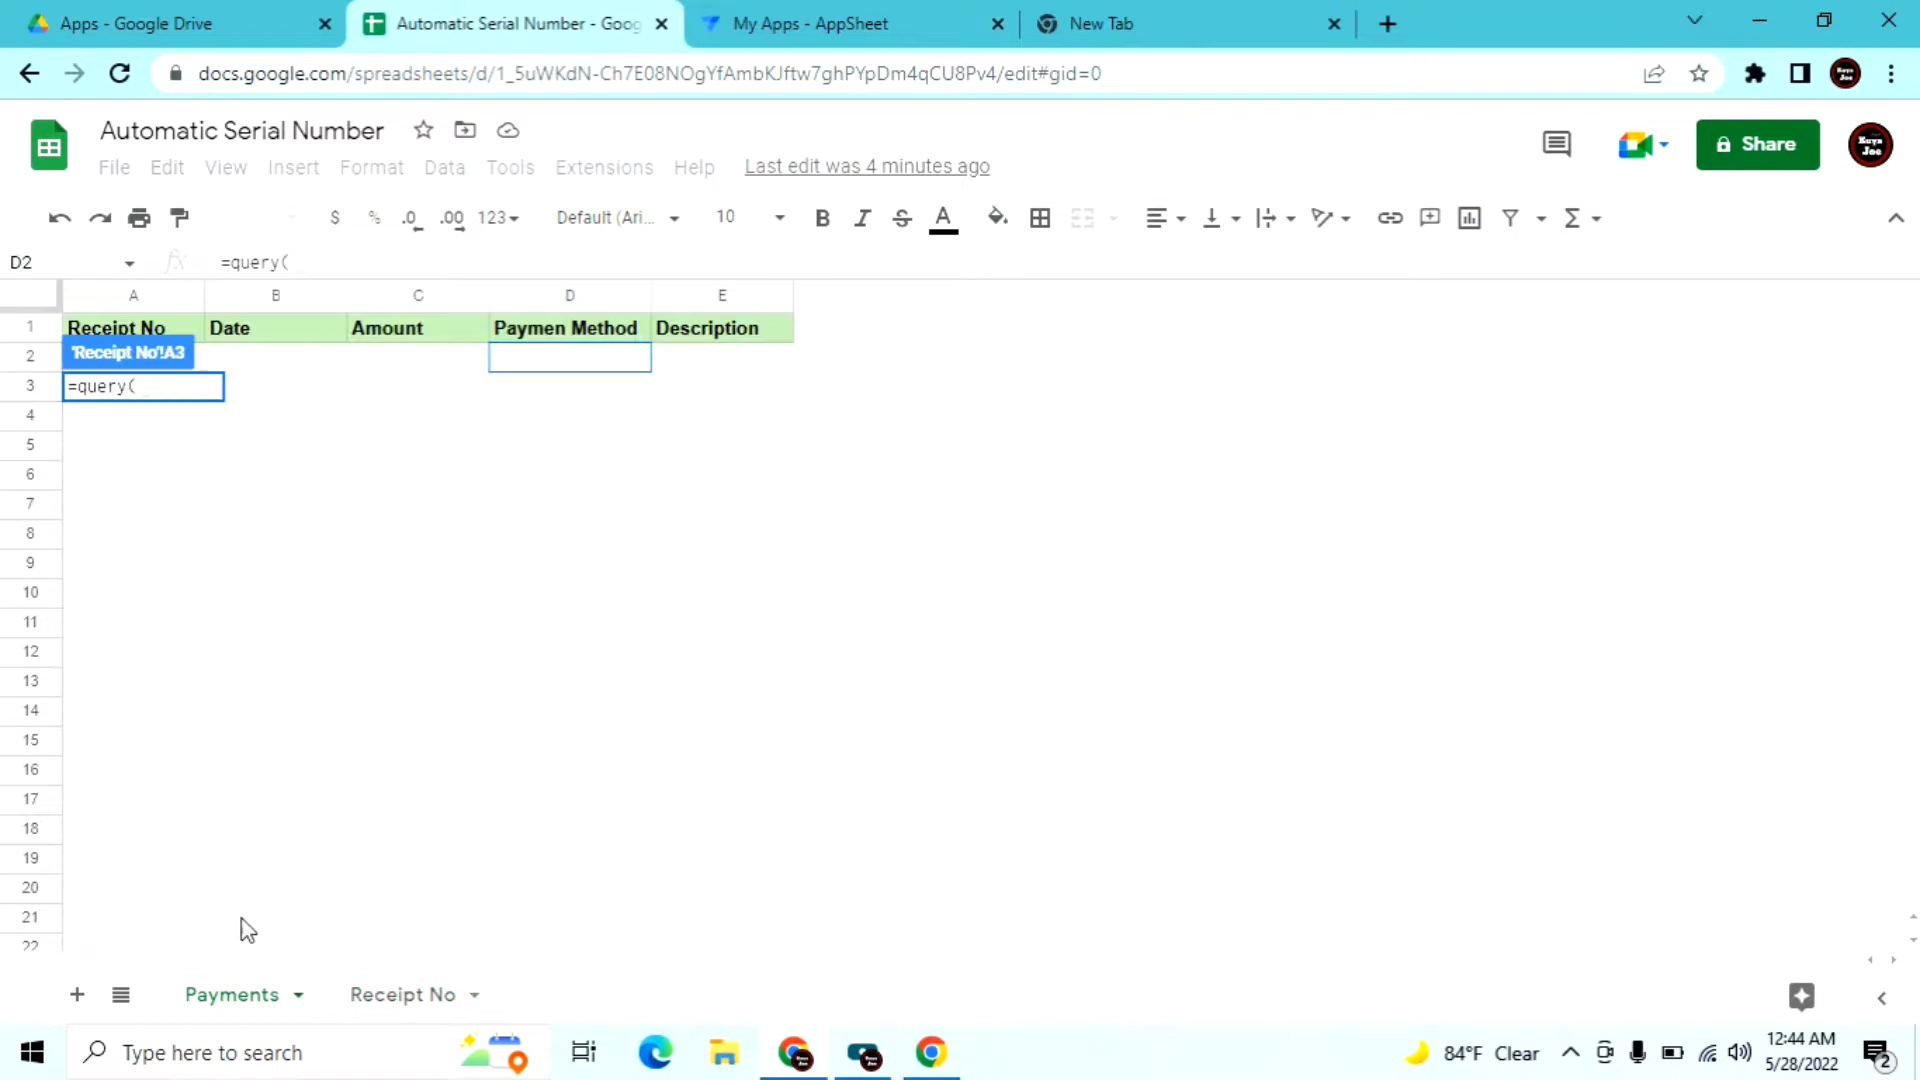 Apps - Google Drive
Automatic Serial Number - Goog
My Apps - AppSheet
New Tab
docs.google.com/spreadsheets/d/1_5uWKdN-Ch7E08NOgYfAmbKJftw7ghPYpDm4qCU8Pv4/edit#gid=0
Automatic Serial Number
Share
File Edit View Insert Format Data Tools Extensions Help Last edit was 4 minutes ago
$ % .0 .00 123 Default (Ari... 10 B I S A
D2 fx =query(
A B C D E
1 Receipt No Date Amount Paymen Method Description
2 'Receipt No'!A3
3 =query(
4
5
6
7
8
9
10
11
12
13
14
15
16
17
18
19
20
21
22
Payments Receipt No
Type here to search
84°F Clear
12:44 AM
5/28/2022
2